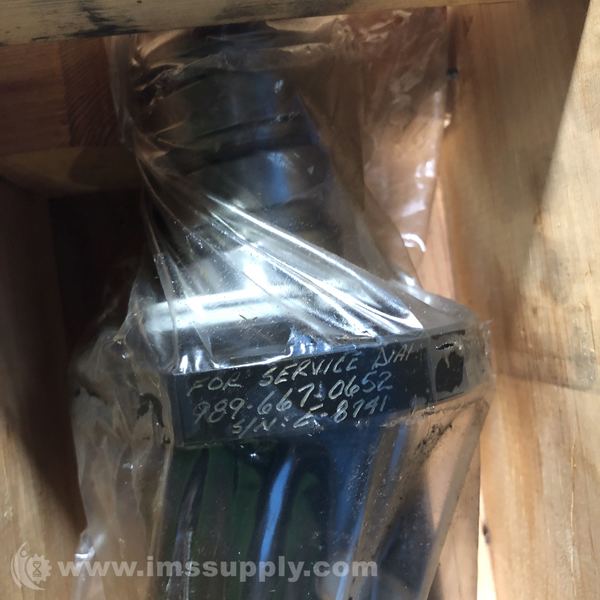 FOR SERVICE
989-667-0652
S/N: C-8741
www.imssupply.com